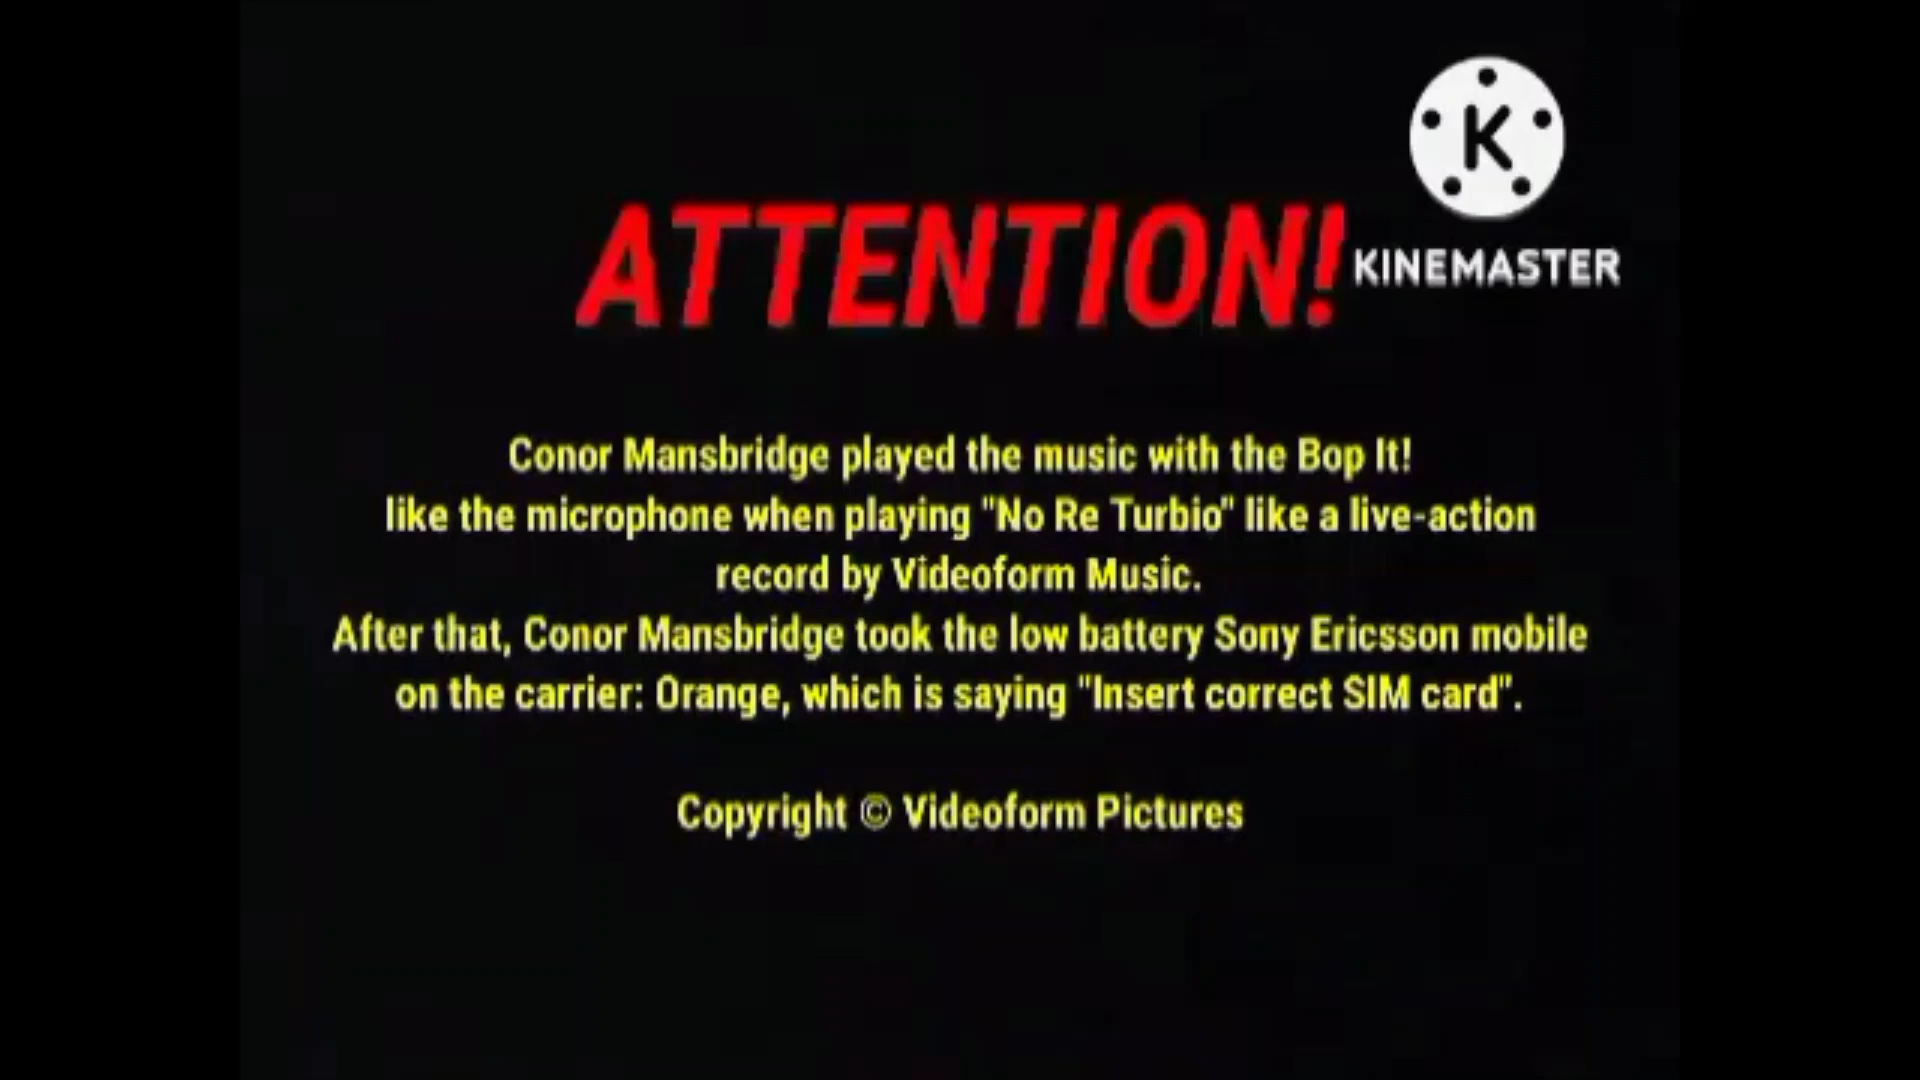 K
KINEMASTER
ATTENTION!
Conor Mansbridge played the music with the Bop It!
like the microphone when playing "No Re Turbio" like a live-action
record by Videoform Music.
After that, Conor Mansbridge took the low battery Sony Ericsson mobile
on the carrier: Orange, which is saying "Insert correct SIM card".
Copyright © Videoform Pictures